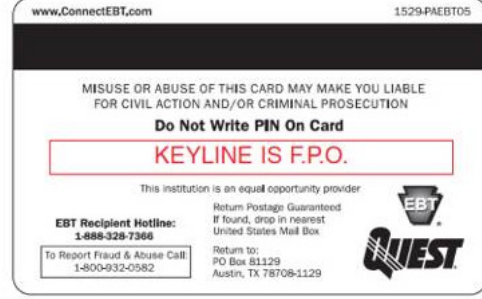 www.ConnectEBT.com
1529-PAEBT05
MISUSE OR ABUSE OF THIS CARD MAY MAKE YOU LIABLE
FOR CIVIL ACTION AND/OR CRIMINAL PROSECUTION
Do Not Write PIN On Card
KEYLINE IS F.P.O.
This institution is an equal opportunity provider
EBT Recipient Hotline:
1-888-328-7366
To Report Fraud & Abuse Call:
1-800-932-0582
Return Postage Guaranteed
If found, drop in nearest
United States Mail Box
Return to:
PO Box 81129
Austin, TX 78708-1129
EBT
QUEST